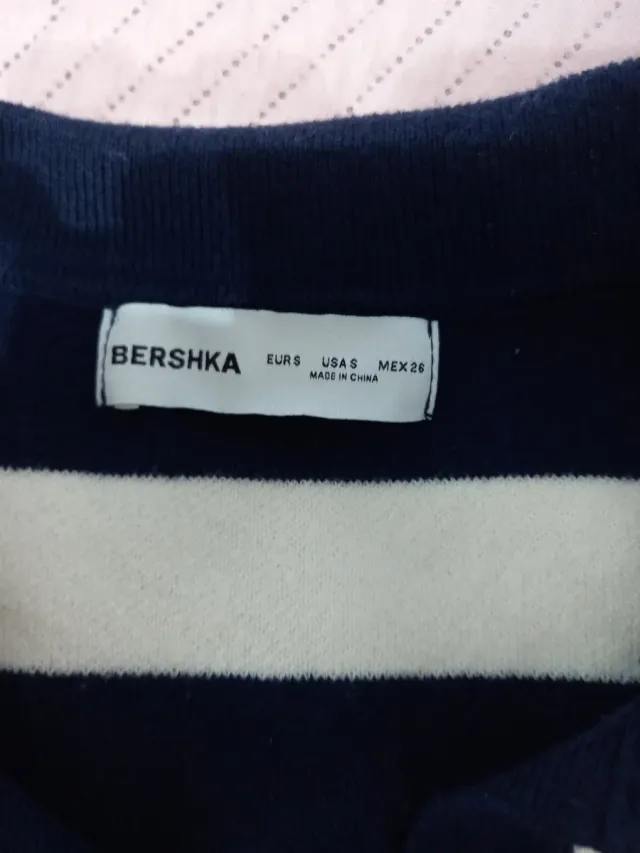 BERSHKA EUR S USA S MEX 26
MADE IN CHINA